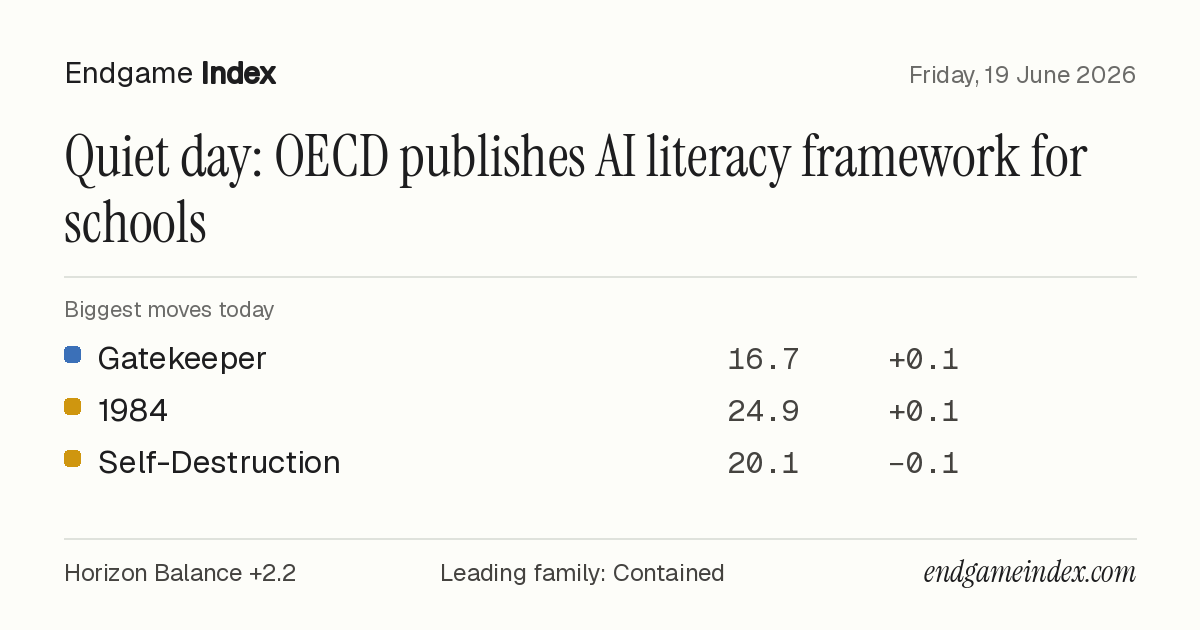 Endgame Index
Friday, 19 June 2026
Quiet day: OECD publishes AI literacy framework for
schools
Biggest moves today
Gatekeeper 16.7 +0.1
1984 24.9 +0.1
Self-Destruction 20.1 −0.1
Horizon Balance +2.2
Leading family: Contained
endgameindex.com